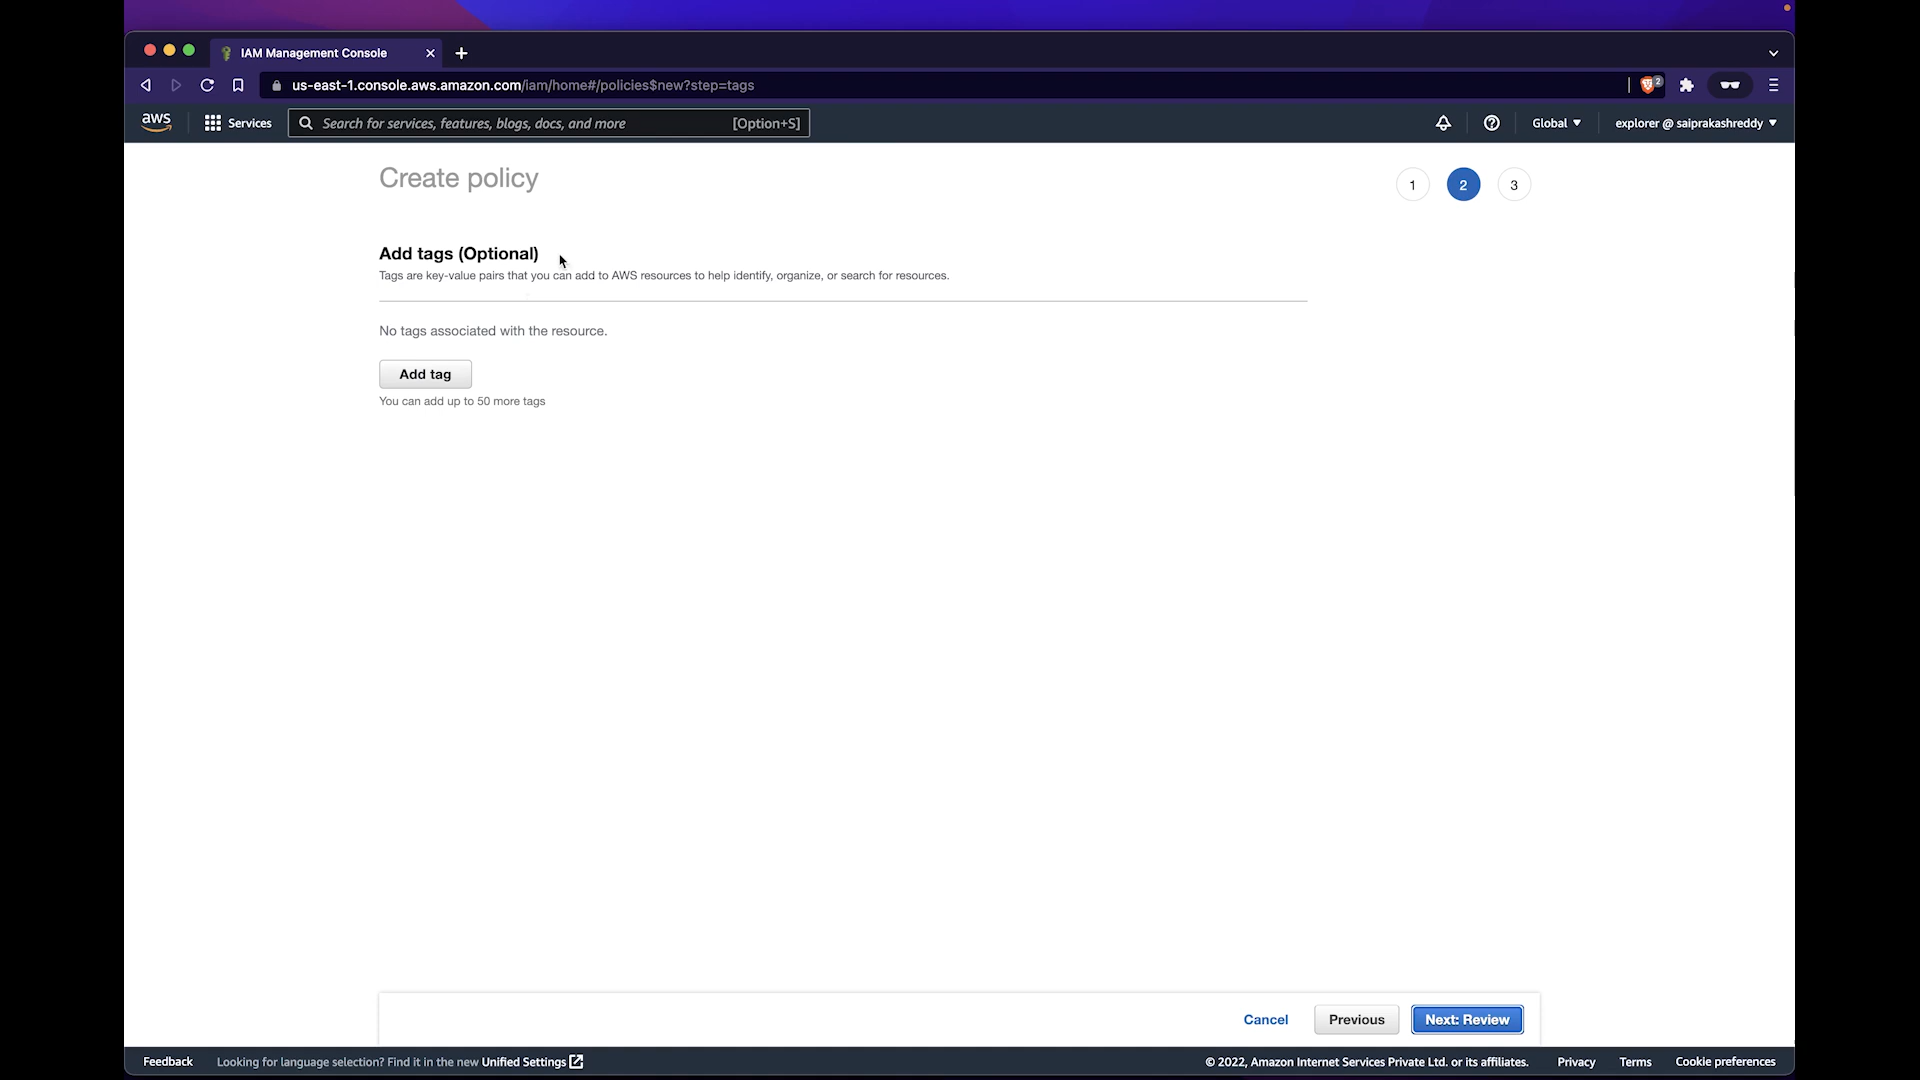 IAM Management Console
us-east-1.console.aws.amazon.com/iam/home#/policies$new?step=tags
2
aws
Services
Search for services, features, blogs, docs, and more
[Option+S]
Global
explorer @ saiprakashreddy
Create policy
1
2
3
Add tags (Optional)
Tags are key-value pairs that you can add to AWS resources to help identify, organize, or search for resources.
No tags associated with the resource.
Add tag
You can add up to 50 more tags
Cancel
Previous
Next: Review
Feedback
Looking for language selection? Find it in the new Unified Settings
© 2022, Amazon Internet Services Private Ltd. or its affiliates.
Privacy
Terms
Cookie preferences